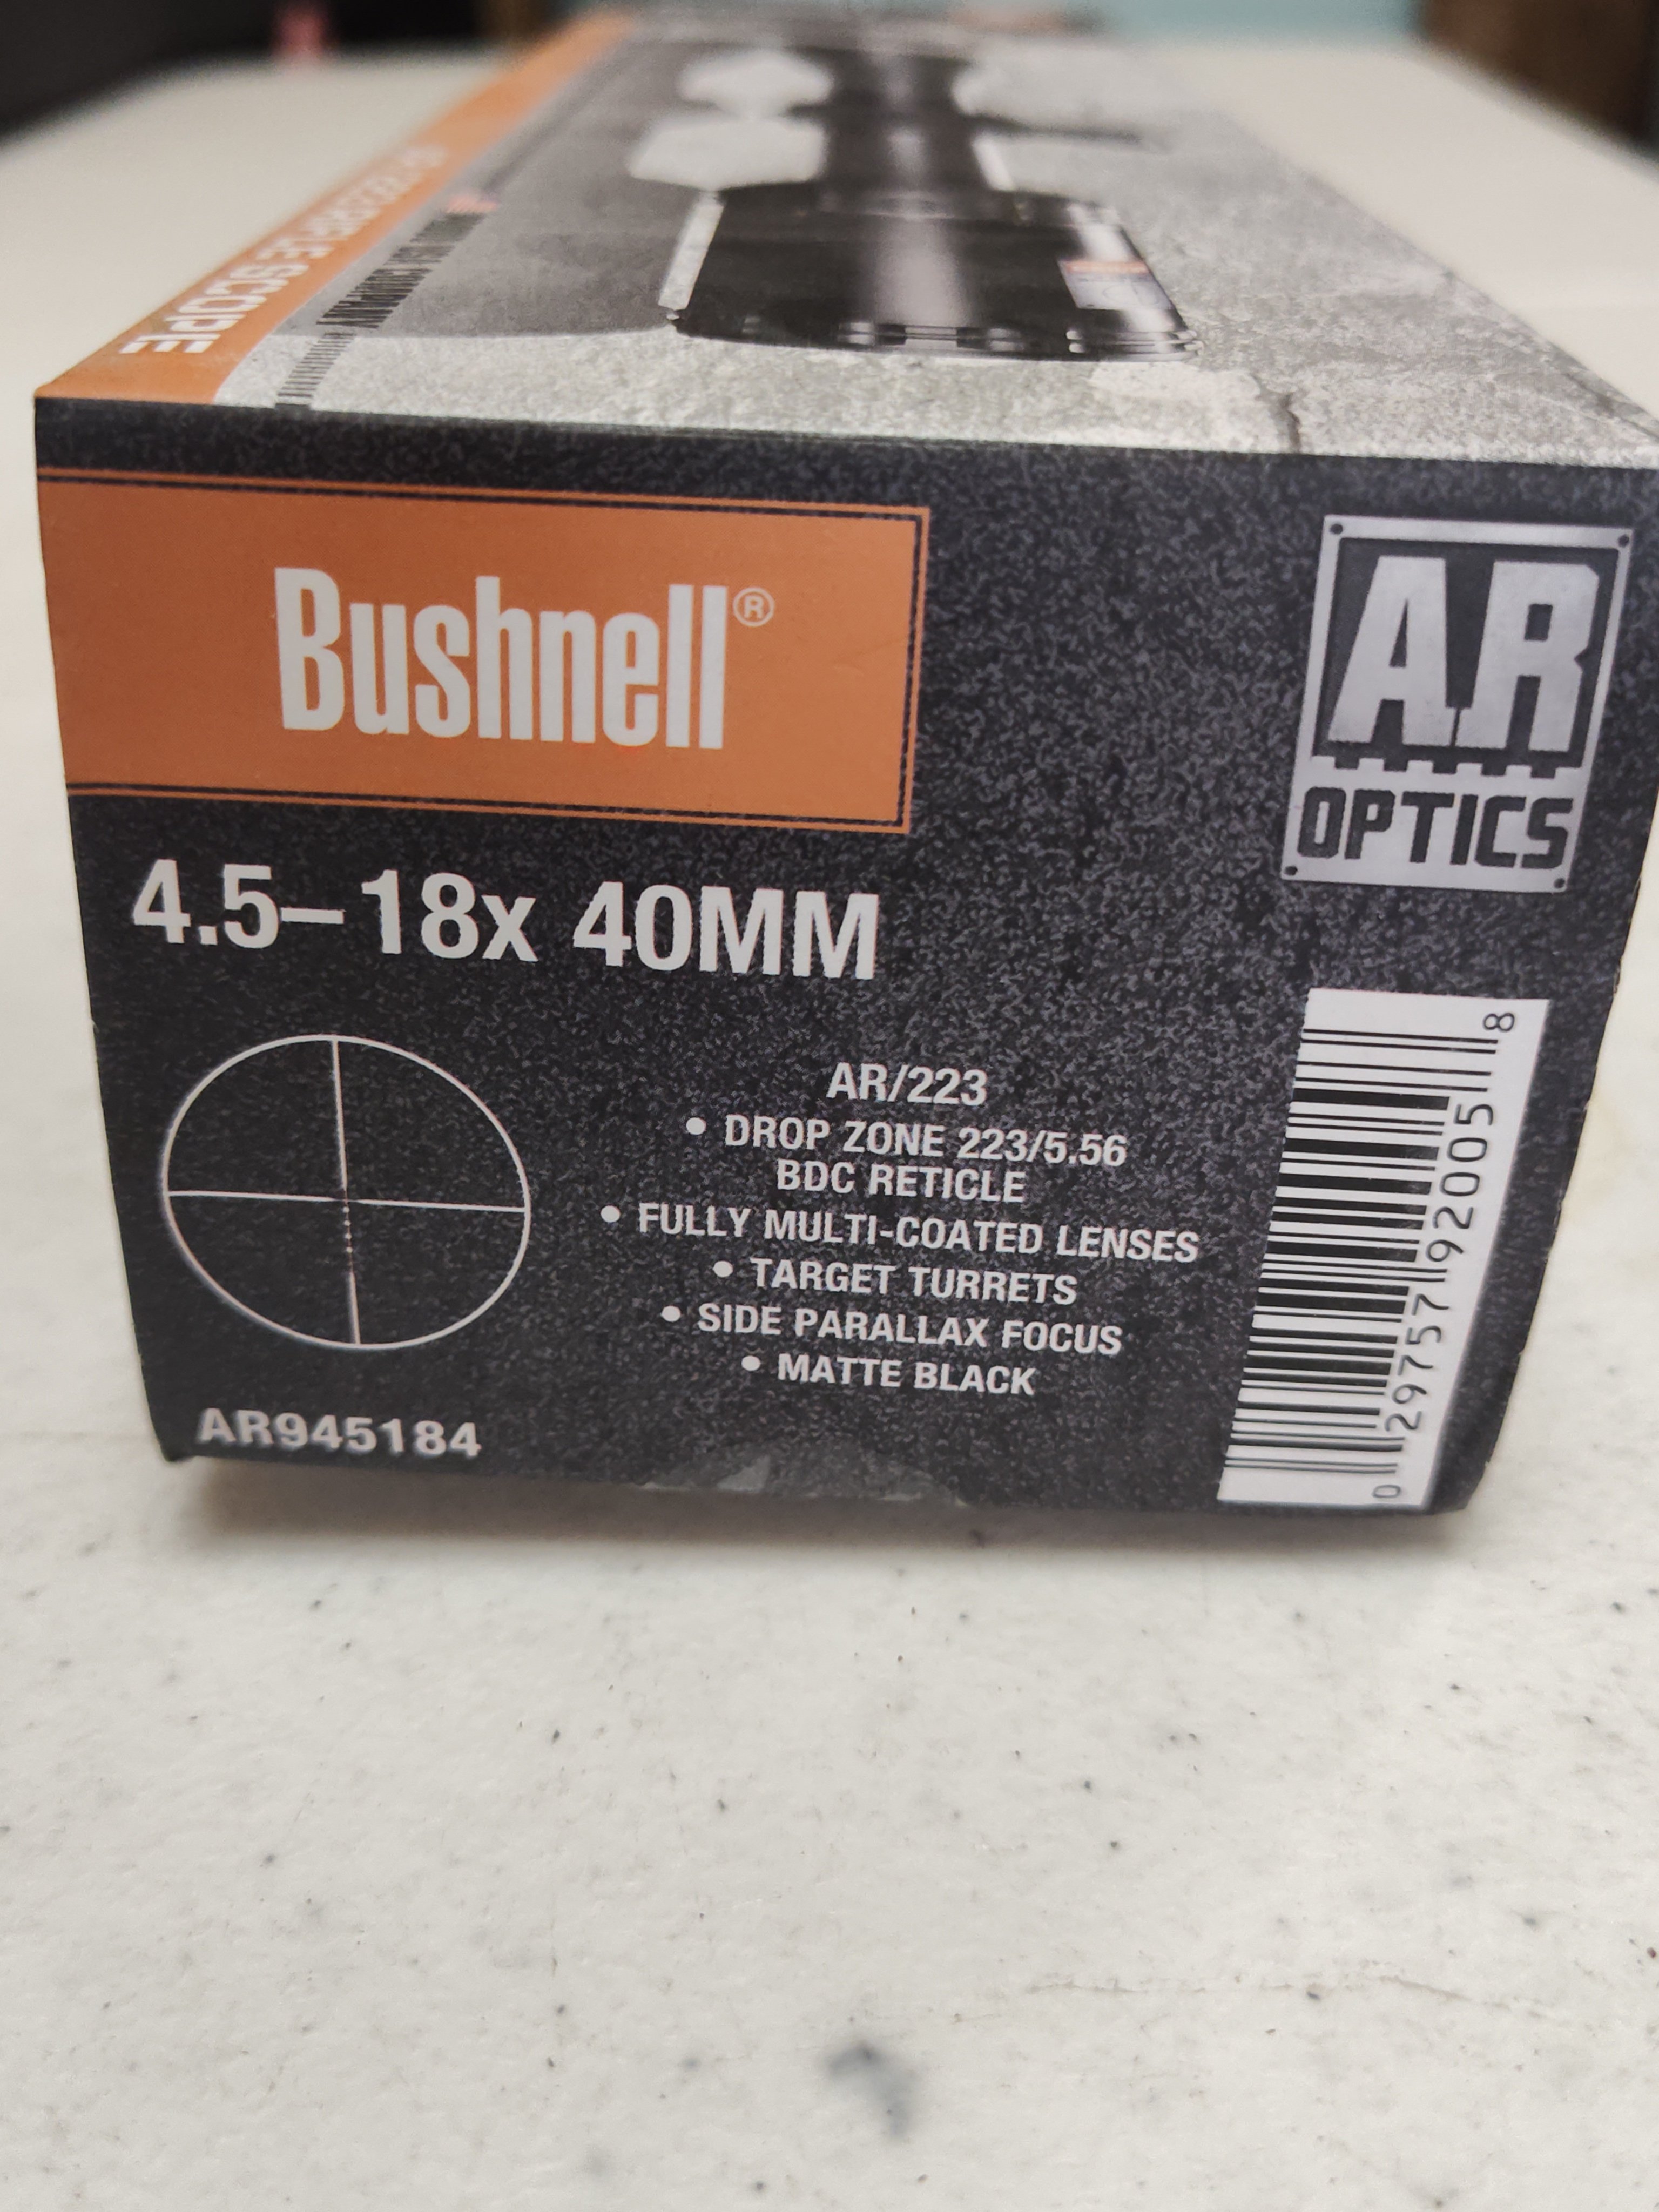 Bushnell®
AR
OPTICS
4.5–18x 40MM
AR/223
• DROP ZONE 223/5.56
BDC RETICLE
• FULLY MULTI-COATED LENSES
• TARGET TURRETS
• SIDE PARALLAX FOCUS
• MATTE BLACK
AR945184
0 29757 92005 8
SCOPE